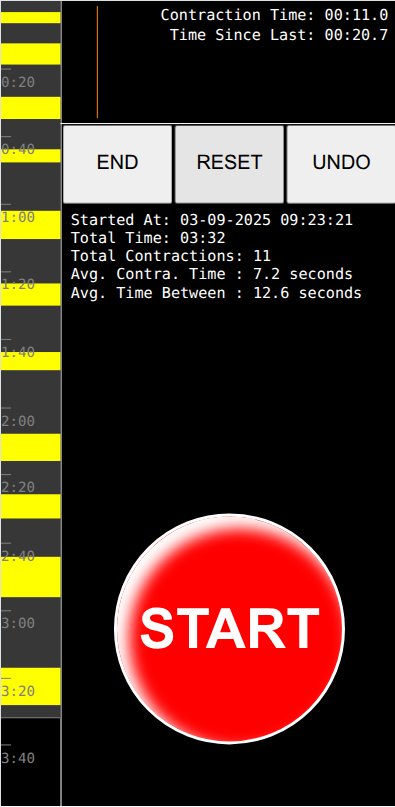 Contraction Time: 00:11.0
Time Since Last: 00:20.7
END RESET UNDO
Started At: 03-09-2025 09:23:21
Total Time: 03:32
Total Contractions: 11
Avg. Contra. Time : 7.2 seconds
Avg. Time Between : 12.6 seconds
START
0:20
0:40
1:00
1:20
1:40
2:00
2:20
2:40
3:00
3:20
3:40